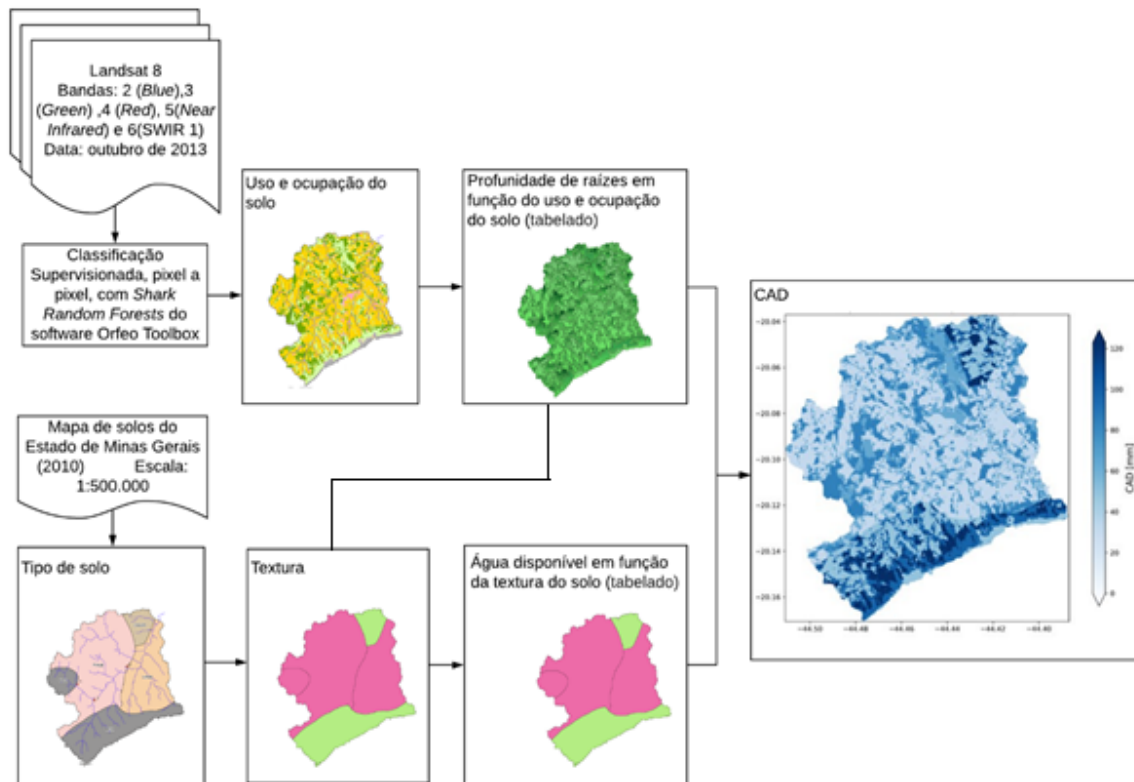 Landsat 8
Bandas: 2 (Blue),3
(Green) ,4 (Red), 5(Near
Infrared) e 6(SWIR 1)
Data: outubro de 2013
Classificação
Supervisionada, pixel a
pixel, com Shark
Random Forests do
software Orfeo Toolbox
Uso e ocupação do
solo
Profunidade de raízes em
função do uso e ocupação
do solo (tabelado)
Mapa de solos do
Estado de Minas Gerais
(2010) Escala:
1:500.000
Tipo de solo
Textura
Água disponível em função
da textura do solo (tabelado)
CAD
−20.04
−20.06
−20.08
−20.10
−20.12
−20.14
−20.16
−44.50
−44.48
−44.46
−44.44
−44.42
−44.40
120
100
80
60
40
20
0
CAD [mm]